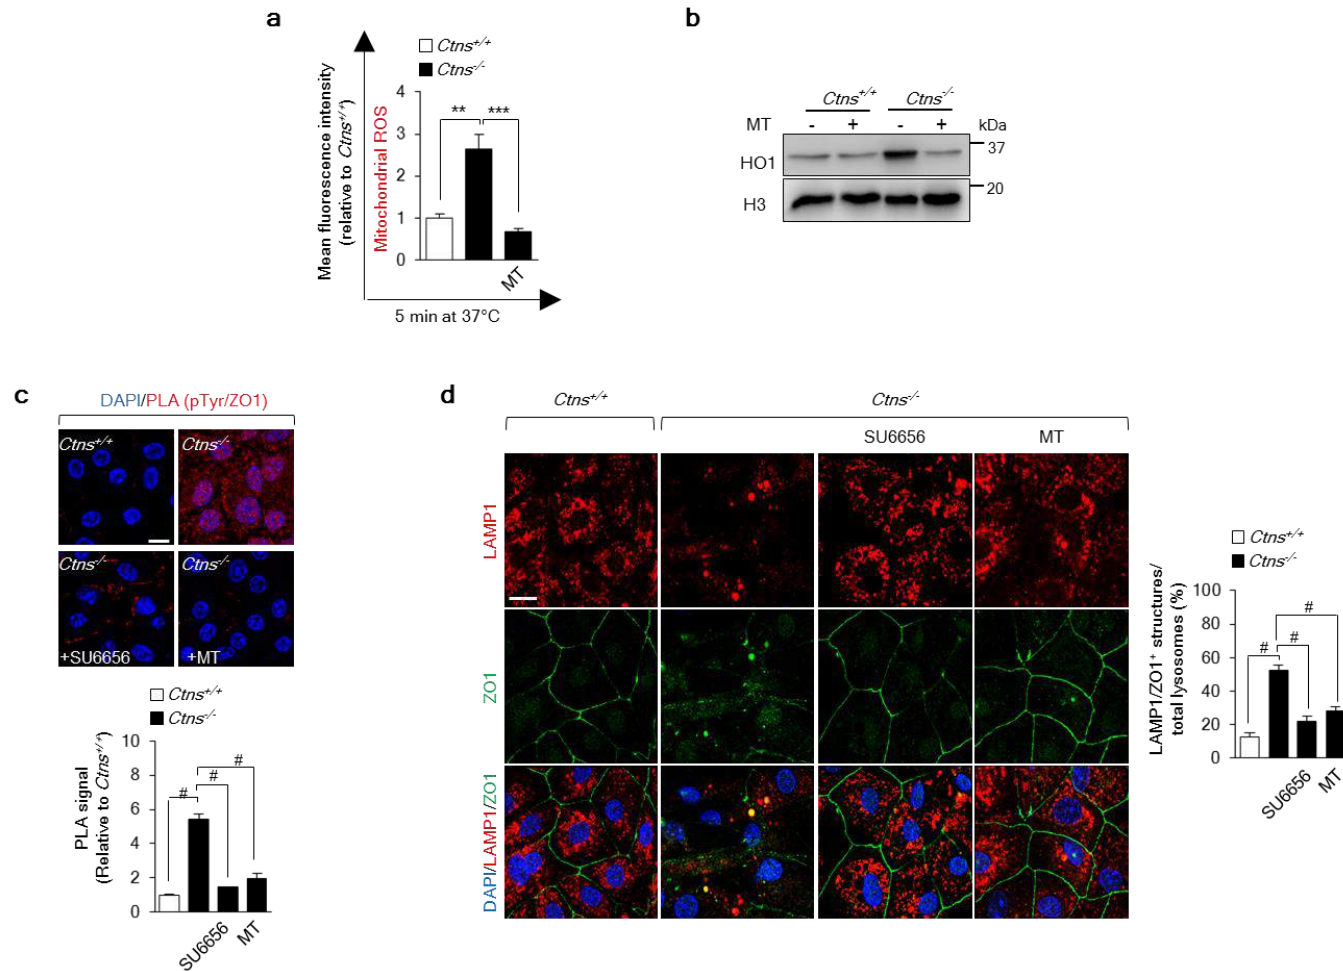 a
Ctns+/+
Ctns-/-
Mean fluorescence intensity
(relative to Ctns+/+)
Mitochondrial ROS
4
3
2
1
0
**
***
MT
5 min at 37°C
b
Ctns+/+
Ctns-/-
MT
-
+
-
+
kDa
HO1
37
H3
20
c
DAPI/PLA (pTyr/ZO1)
Ctns+/+
Ctns-/-
Ctns-/-
+SU6656
Ctns-/-
+MT
Ctns+/+
Ctns-/-
PLA signal
(Relative to Ctns+/+)
10
8
6
4
2
0
#
#
#
SU6656
MT
d
Ctns+/+
Ctns-/-
SU6656
MT
LAMP1
ZO1
DAPI/LAMP1/ZO1
Ctns+/+
Ctns-/-
LAMP1/ZO1+ structures/
total lysosomes (%)
100
80
60
40
20
0
#
#
#
SU6656
MT